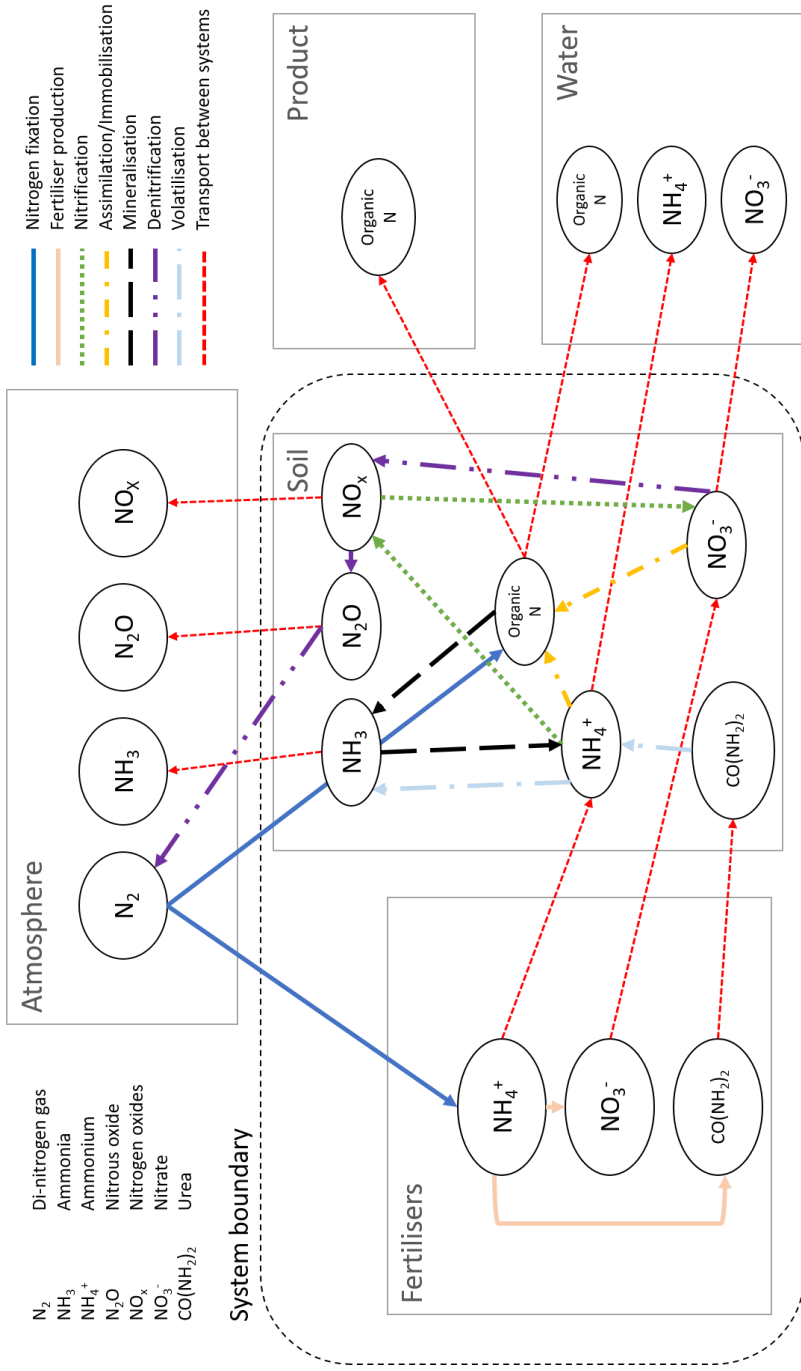 N₂ Di-nitrogen gas
NH₃ Ammonia
NH₄⁺ Ammonium
N₂O Nitrous oxide
NOₓ Nitrogen oxides
NO₃⁻ Nitrate
CO(NH₂)₂ Urea
Atmosphere
N₂
NH₃
N₂O
NOₓ
Nitrogen fixation
Fertiliser production
Nitrification
Assimilation/Immobilisation
Mineralisation
Denitrification
Volatilisation
Transport between systems
System boundary
Fertilisers
NH₄⁺
NO₃⁻
CO(NH₂)₂
Soil
NH₃
N₂O
NOₓ
Organic
N
NH₄⁺
NO₃⁻
CO(NH₂)₂
Product
Organic
N
Water
Organic
N
NH₄⁺
NO₃⁻